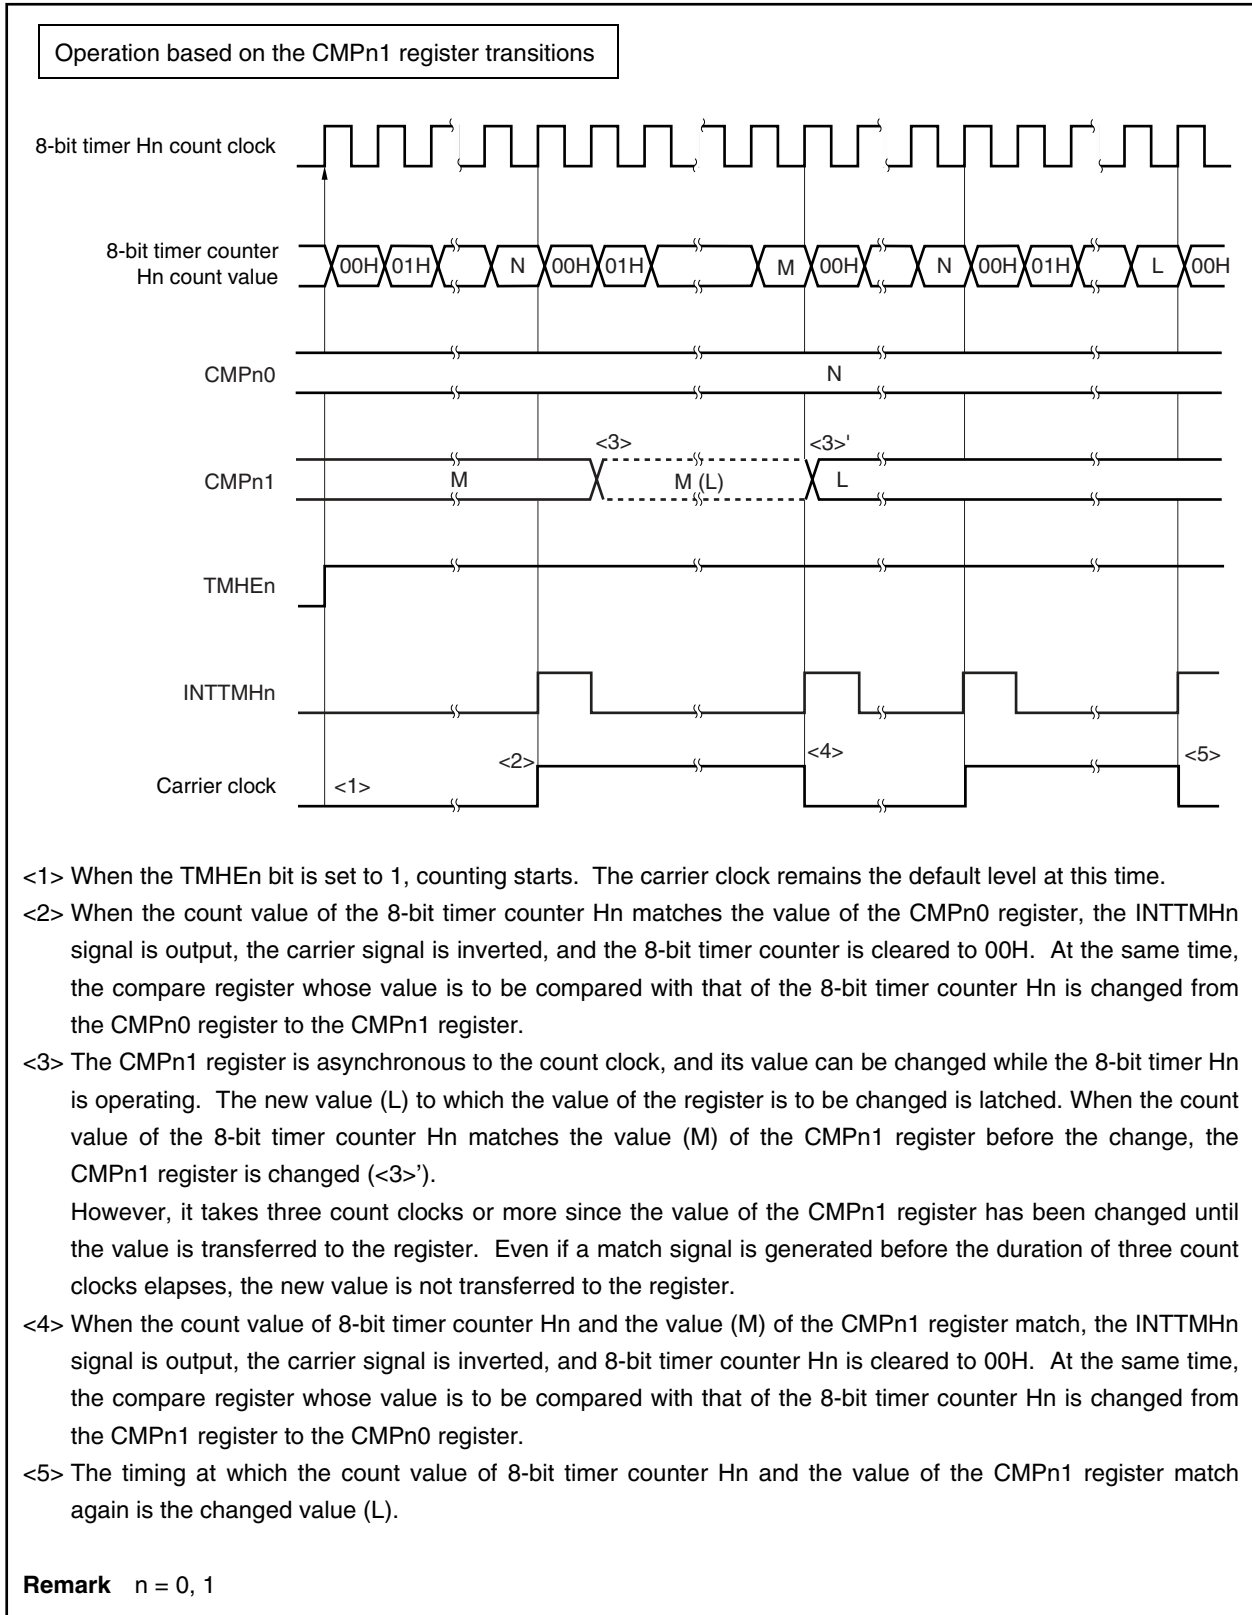 Operation based on the CMPn1 register transitions
8-bit timer Hn count clock
8-bit timer counter
Hn count value
00H 01H N 00H 01H M 00H N 00H 01H L 00H
CMPn0
N
<3> <3>'
CMPn1
M M (L) L
TMHEn
INTTMHn
<2> <4> <5>
Carrier clock
<1>
<1> When the TMHEn bit is set to 1, counting starts. The carrier clock remains the default level at this time.
<2> When the count value of the 8-bit timer counter Hn matches the value of the CMPn0 register, the INTTMHn
signal is output, the carrier signal is inverted, and the 8-bit timer counter is cleared to 00H. At the same time,
the compare register whose value is to be compared with that of the 8-bit timer counter Hn is changed from
the CMPn0 register to the CMPn1 register.
<3> The CMPn1 register is asynchronous to the count clock, and its value can be changed while the 8-bit timer Hn
is operating. The new value (L) to which the value of the register is to be changed is latched. When the count
value of the 8-bit timer counter Hn matches the value (M) of the CMPn1 register before the change, the
CMPn1 register is changed (<3>’).
However, it takes three count clocks or more since the value of the CMPn1 register has been changed until
the value is transferred to the register. Even if a match signal is generated before the duration of three count
clocks elapses, the new value is not transferred to the register.
<4> When the count value of 8-bit timer counter Hn and the value (M) of the CMPn1 register match, the INTTMHn
signal is output, the carrier signal is inverted, and 8-bit timer counter Hn is cleared to 00H. At the same time,
the compare register whose value is to be compared with that of the 8-bit timer counter Hn is changed from
the CMPn1 register to the CMPn0 register.
<5> The timing at which the count value of 8-bit timer counter Hn and the value of the CMPn1 register match
again is the changed value (L).
Remark n = 0, 1